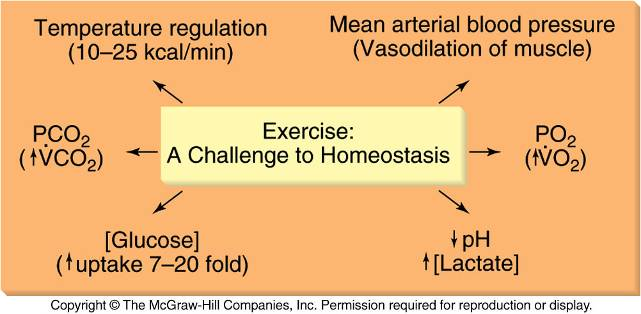 Temperature regulation
(10–25 kcal/min)
Mean arterial blood pressure
(Vasodilation of muscle)
Exercise:
A Challenge to Homeostasis
PCO₂
(↑V̇CO₂)
PO₂
(↑V̇O₂)
[Glucose]
(↑uptake 7–20 fold)
↓pH
↑[Lactate]
Copyright © The McGraw-Hill Companies, Inc. Permission required for reproduction or display.